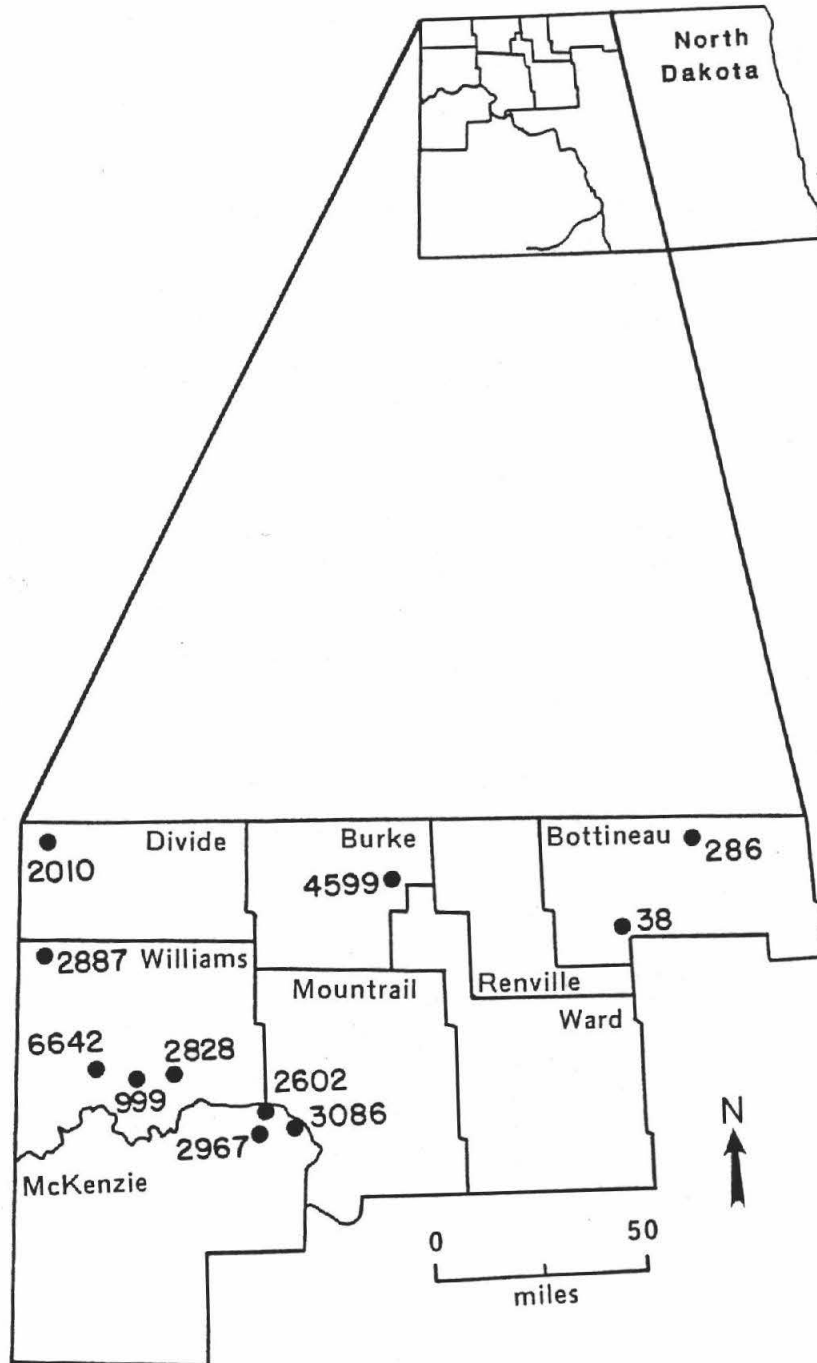 North
Dakota
Divide
Burke
Bottineau
2010
4599
286
38
2887
Williams
Mountrail
Renville
Ward
6642
2828
999
2602
3086
2967
McKenzie
N
0
50
miles